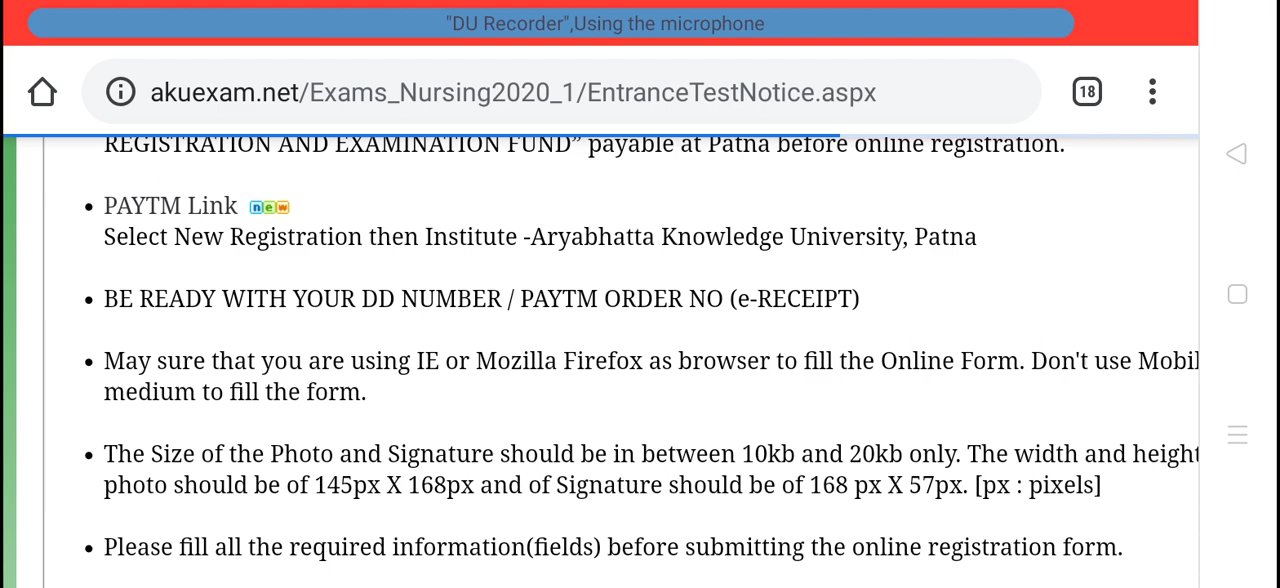 "DU Recorder",Using the microphone
akuexam.net/Exams_Nursing2020_1/EntranceTestNotice.aspx
18
REGISTRATION AND EXAMINATION FUND” payable at Patna before online registration.
• PAYTM Link new
Select New Registration then Institute -Aryabhatta Knowledge University, Patna
• BE READY WITH YOUR DD NUMBER / PAYTM ORDER NO (e-RECEIPT)
• May sure that you are using IE or Mozilla Firefox as browser to fill the Online Form. Don't use Mobil
medium to fill the form.
• The Size of the Photo and Signature should be in between 10kb and 20kb only. The width and height
photo should be of 145px X 168px and of Signature should be of 168 px X 57px. [px : pixels]
• Please fill all the required information(fields) before submitting the online registration form.